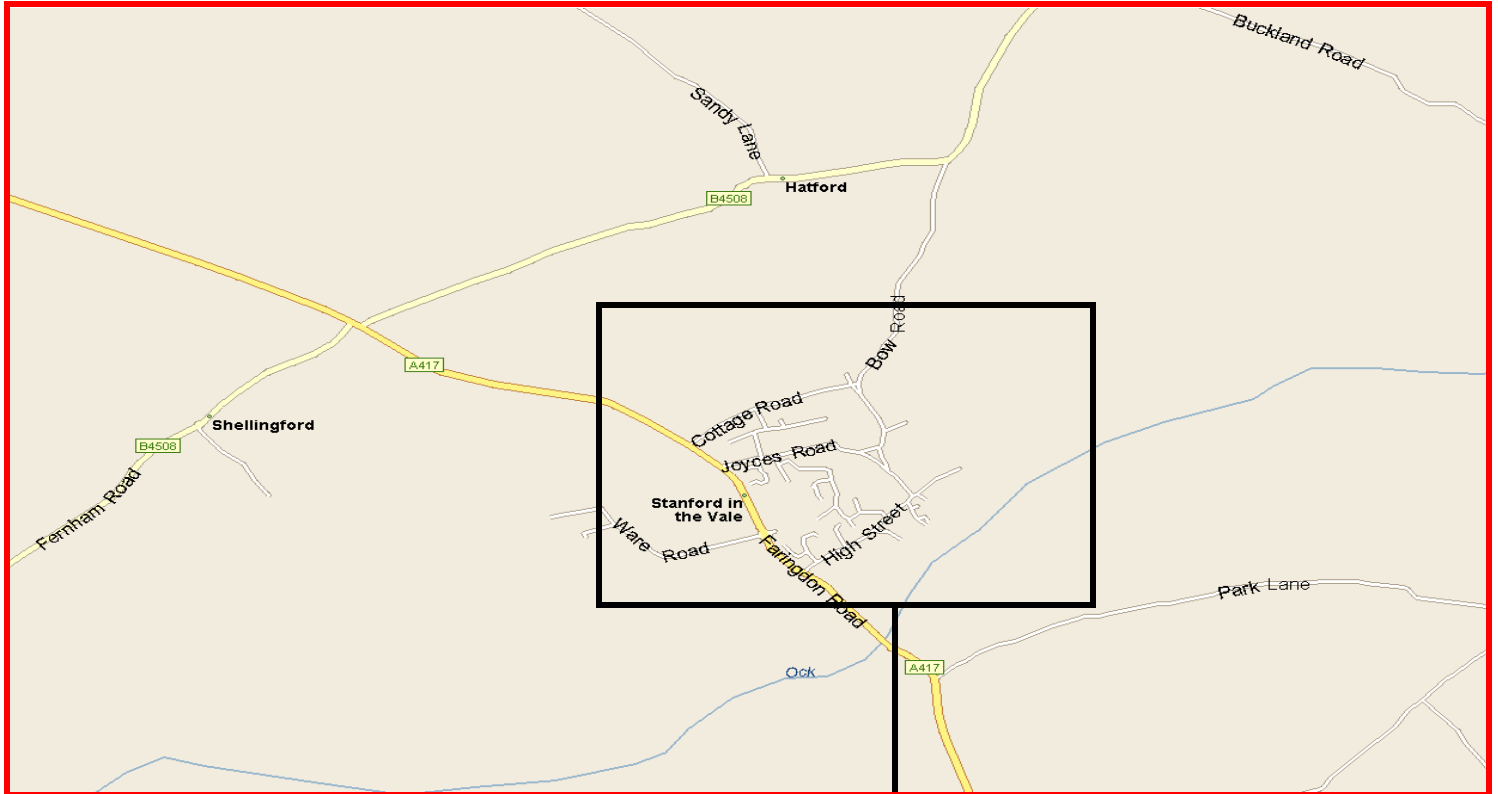 Buckland Road
Sandy Lane
Hatford
B4508
Bow Road
A417
Cottage Road
Shellingford
B4508
Joyces Road
Fernham Road
Stanford in
the Vale
Ware Road
High Street
Faringdon Road
Park Lane
A417
Ock